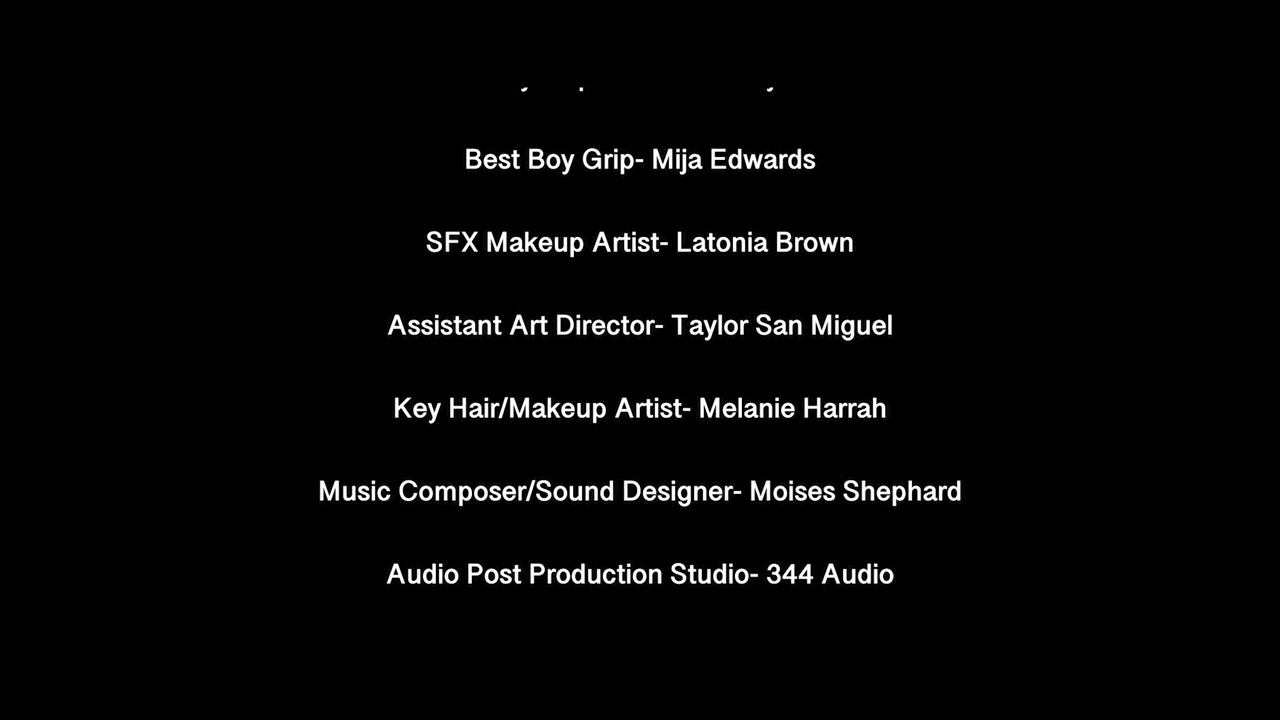 Best Boy Grip- Mija Edwards
SFX Makeup Artist- Latonia Brown
Assistant Art Director- Taylor San Miguel
Key Hair/Makeup Artist- Melanie Harrah
Music Composer/Sound Designer- Moises Shephard
Audio Post Production Studio- 344 Audio